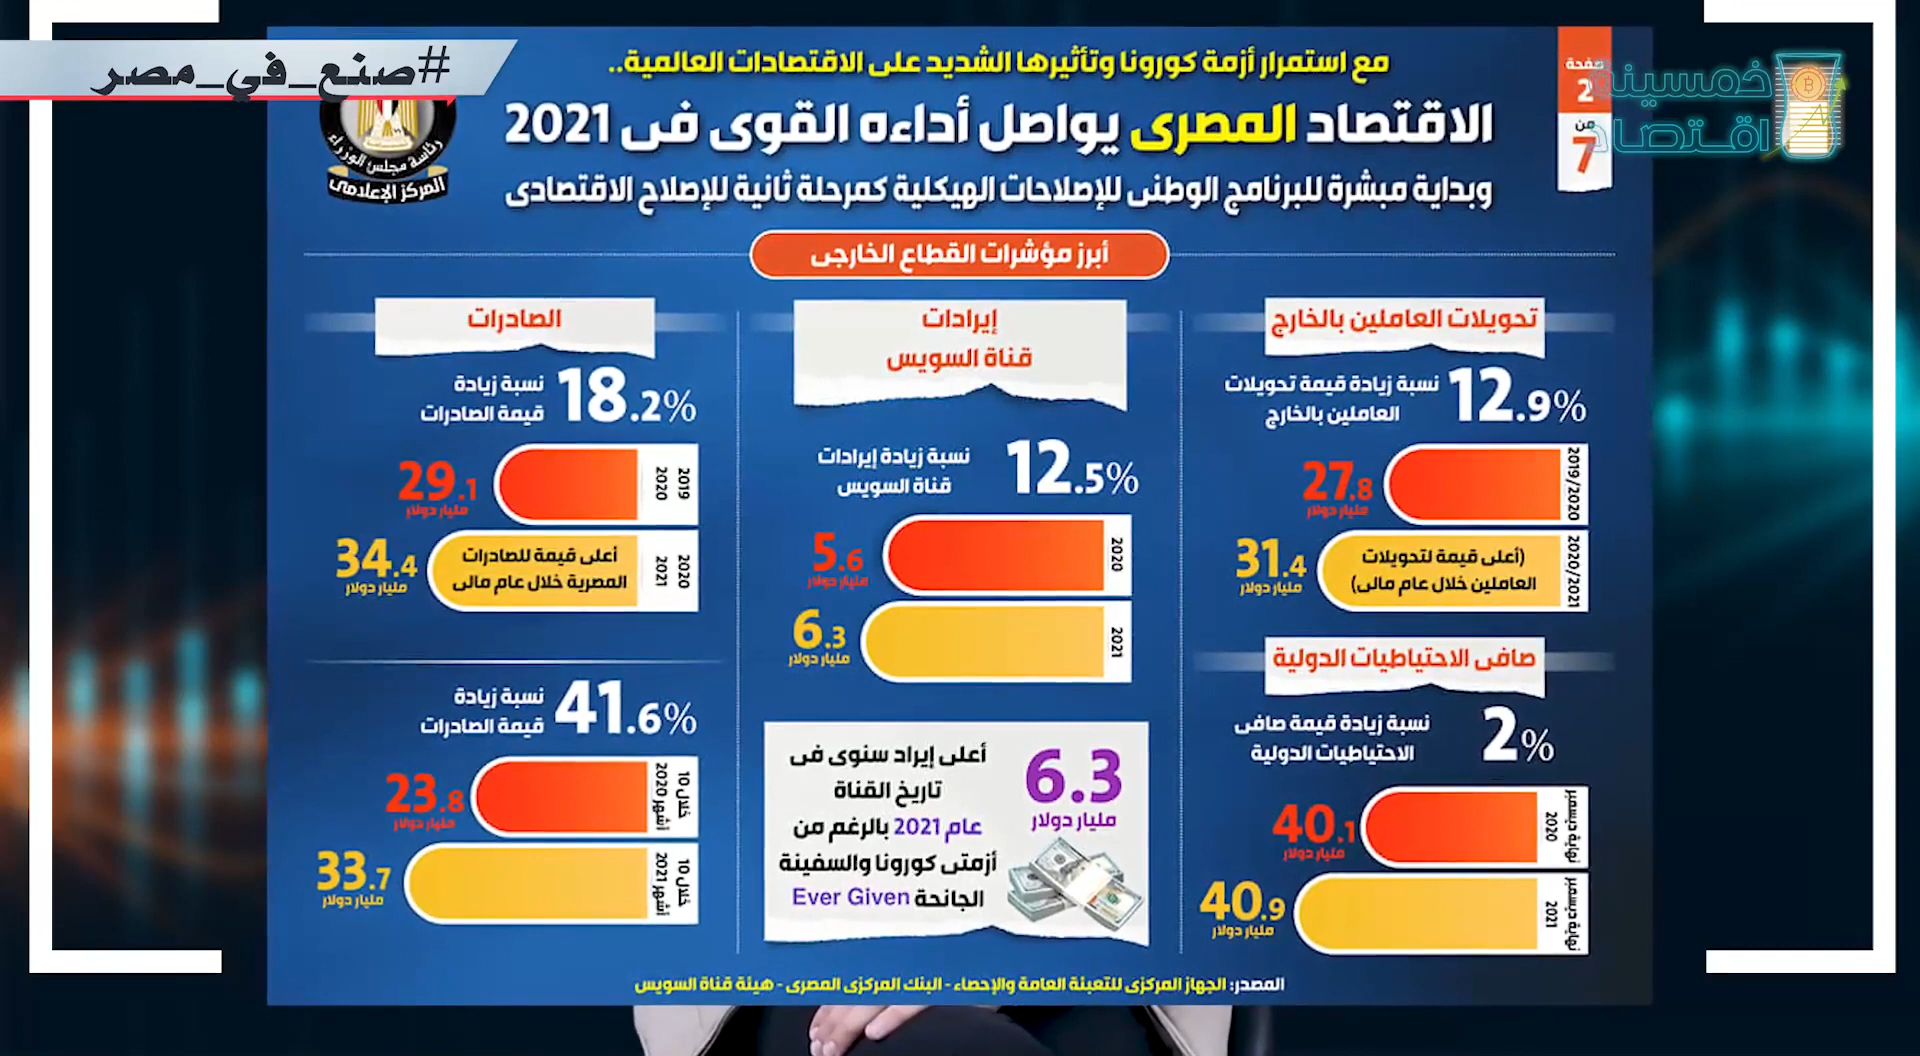 #صنع_في_مصر
خمسينة
اقتصاد
صفحة
2
من
7
مع استمرار أزمة كورونا وتأثيرها الشديد على الاقتصادات العالمية..
الاقتصاد المصرى يواصل أداءه القوى فى 2021
وبداية مبشرة للبرنامج الوطنى للإصلاحات الهيكلية كمرحلة ثانية للإصلاح الاقتصادى
رئاسة مجلس الوزراء
المركز الإعلامى
أبرز مؤشرات القطاع الخارجى
تحويلات العاملين بالخارج
12.9%
نسبة زيادة قيمة تحويلات
العاملين بالخارج
2019/2020
27.8
مليار دولار
2020/2021
(أعلى قيمة لتحويلات
العاملين خلال عام مالى)
31.4
مليار دولار
صافى الاحتياطيات الدولية
2%
نسبة زيادة قيمة صافى
الاحتياطيات الدولية
نهاية ديسمبر
2020
40.1
مليار دولار
نهاية ديسمبر
2021
40.9
مليار دولار
إيرادات
قناة السويس
12.5%
نسبة زيادة إيرادات
قناة السويس
2020
5.6
مليار دولار
2021
6.3
مليار دولار
6.3
مليار دولار
أعلى إيراد سنوى فى
تاريخ القناة
عام 2021 بالرغم من
أزمتى كورونا والسفينة
الجانحة Ever Given
الصادرات
18.2%
نسبة زيادة
قيمة الصادرات
2019
2020
29.1
مليار دولار
2020
2021
أعلى قيمة للصادرات
المصرية خلال عام مالى
34.4
مليار دولار
41.6%
نسبة زيادة
قيمة الصادرات
خلال 10
أشهر 2020
23.8
مليار دولار
خلال 10
أشهر 2021
33.7
مليار دولار
المصدر: الجهاز المركزى للتعبئة العامة والإحصاء - البنك المركزى المصرى - هيئة قناة السويس